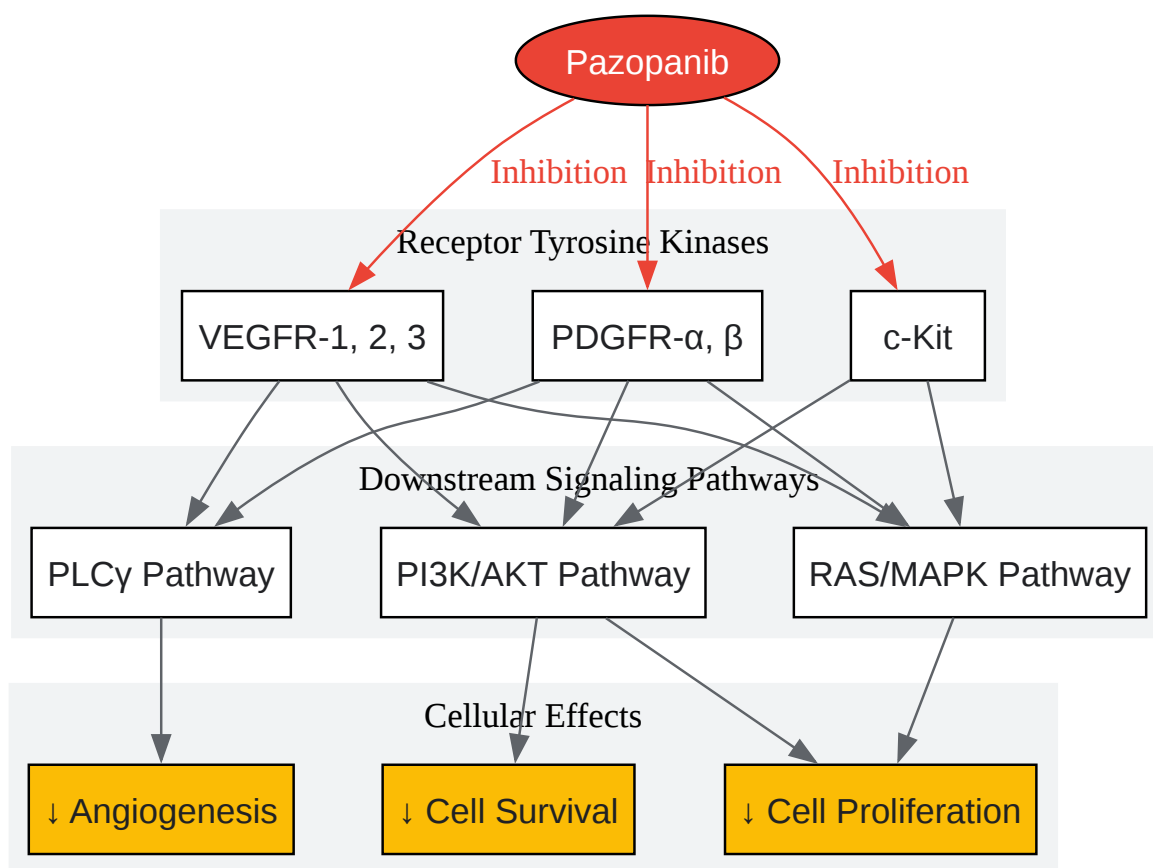 Pazopanib
Inhibition Inhibition Inhibition
Receptor Tyrosine Kinases
VEGFR-1, 2, 3 PDGFR-α, β c-Kit
Downstream Signaling Pathways
PLCγ Pathway PI3K/AKT Pathway RAS/MAPK Pathway
Cellular Effects
↓ Angiogenesis ↓ Cell Survival ↓ Cell Proliferation